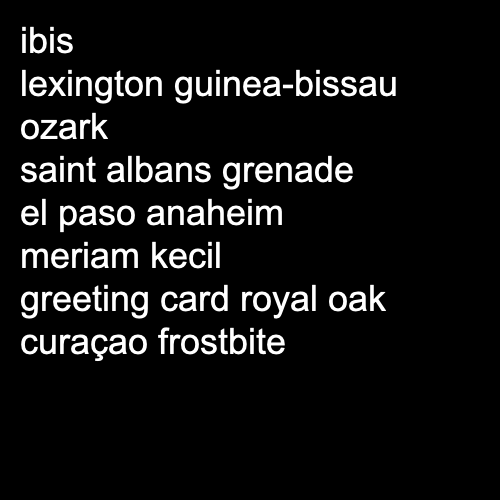 ibis
lexington guinea-bissau
ozark
saint albans grenade
el paso anaheim
meriam kecil
greeting card royal oak
curaçao frostbite